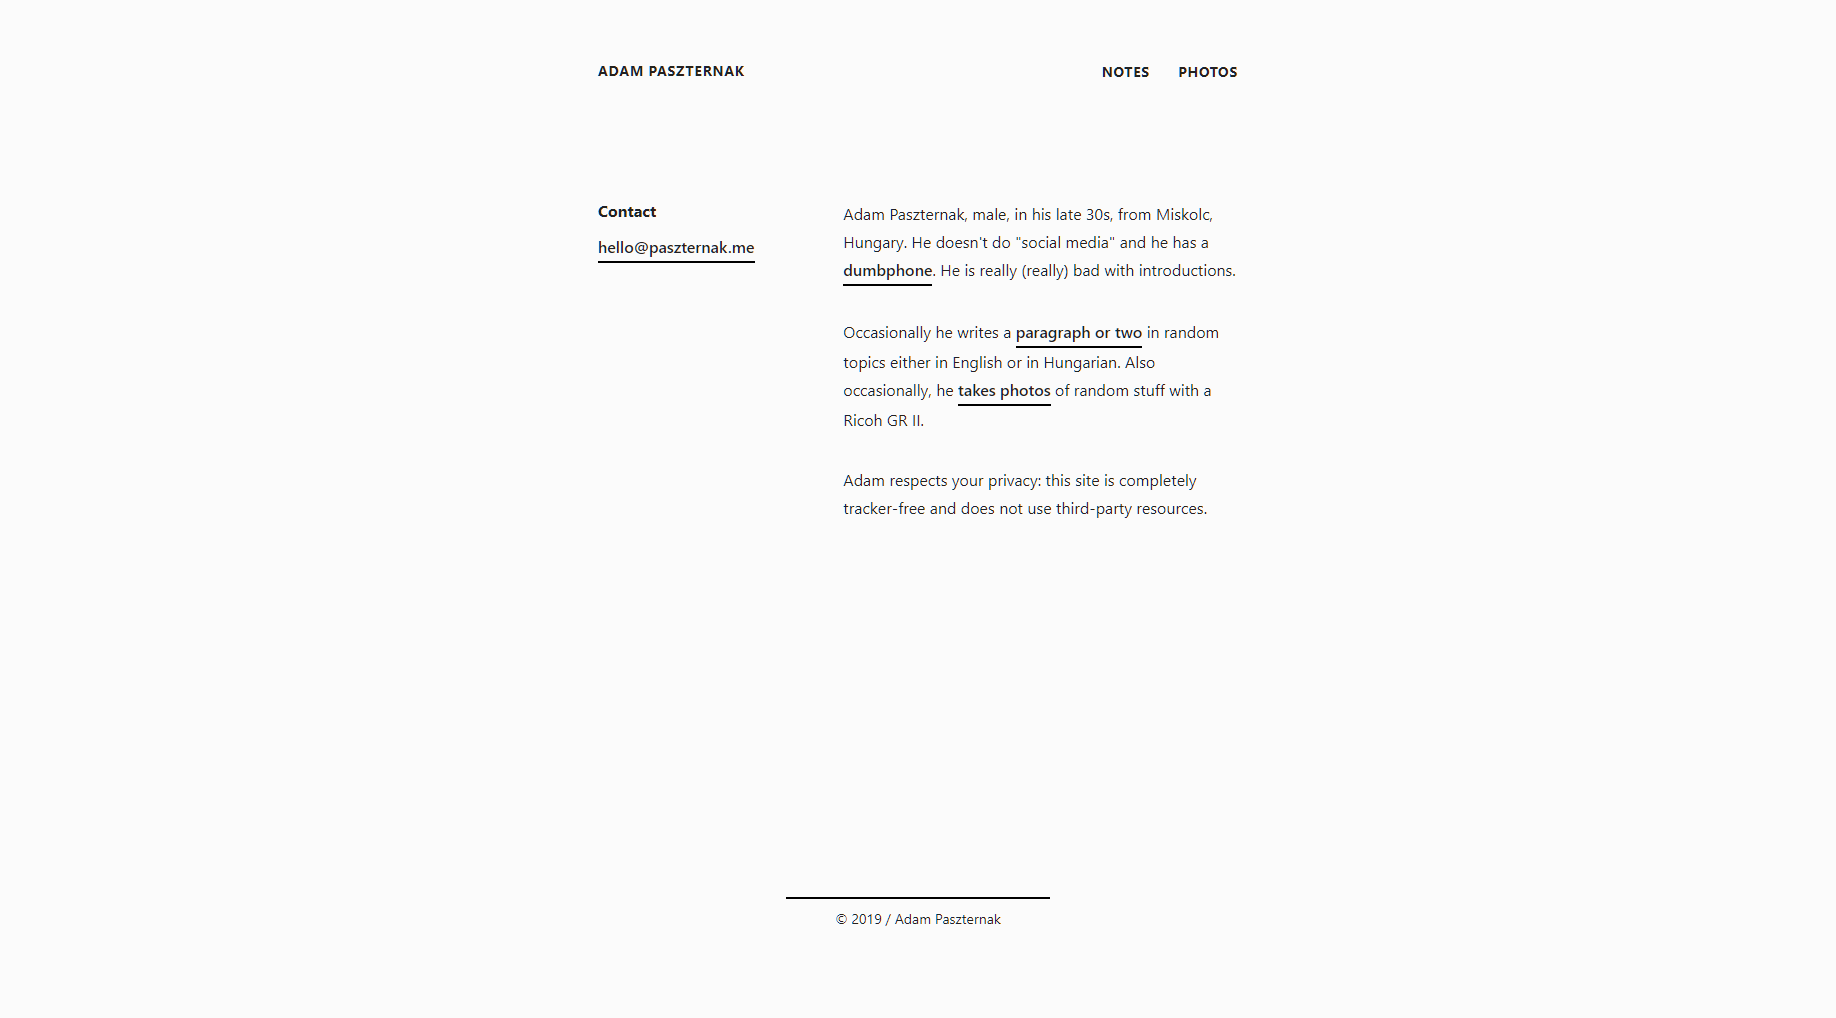 ADAM PASZTERNAK
NOTES PHOTOS
Contact
hello@paszternak.me
Adam Paszternak, male, in his late 30s, from Miskolc,
Hungary. He doesn't do "social media" and he has a
dumbphone. He is really (really) bad with introductions.
Occasionally he writes a paragraph or two in random
topics either in English or in Hungarian. Also
occasionally, he takes photos of random stuff with a
Ricoh GR II.
Adam respects your privacy: this site is completely
tracker-free and does not use third-party resources.
© 2019 / Adam Paszternak